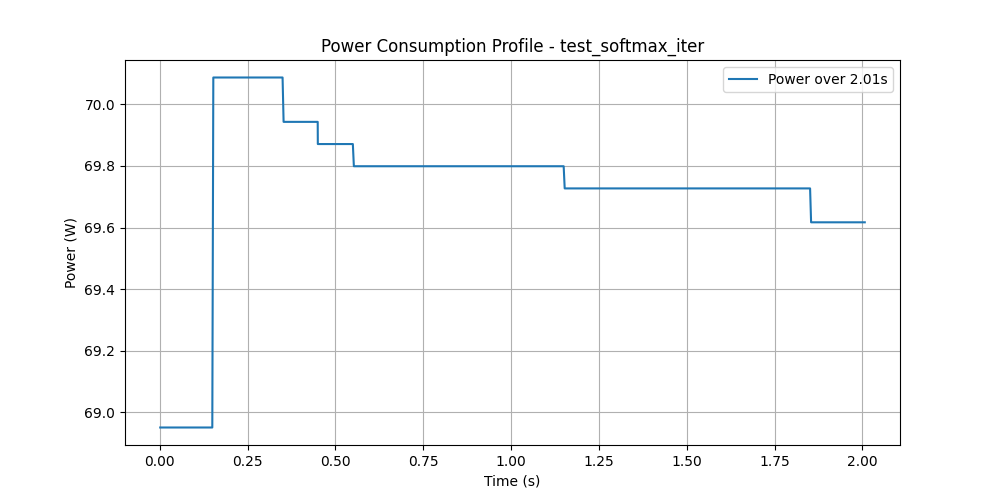 Power Consumption Profile - test_softmax_iter
Power over 2.01s
Power (W)
70.0
69.8
69.6
69.4
69.2
69.0
0.00 0.25 0.50 0.75 1.00 1.25 1.50 1.75 2.00
Time (s)